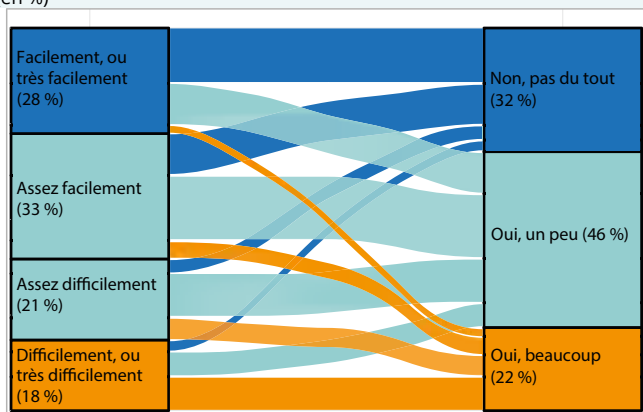 (en %)
Facilement, ou
très facilement
(28 %)
Assez facilement
(33 %)
Assez difficilement
(21 %)
Difficilement, ou
très difficilement
(18 %)
Non, pas du tout
(32 %)
Oui, un peu (46 %)
Oui, beaucoup
(22 %)